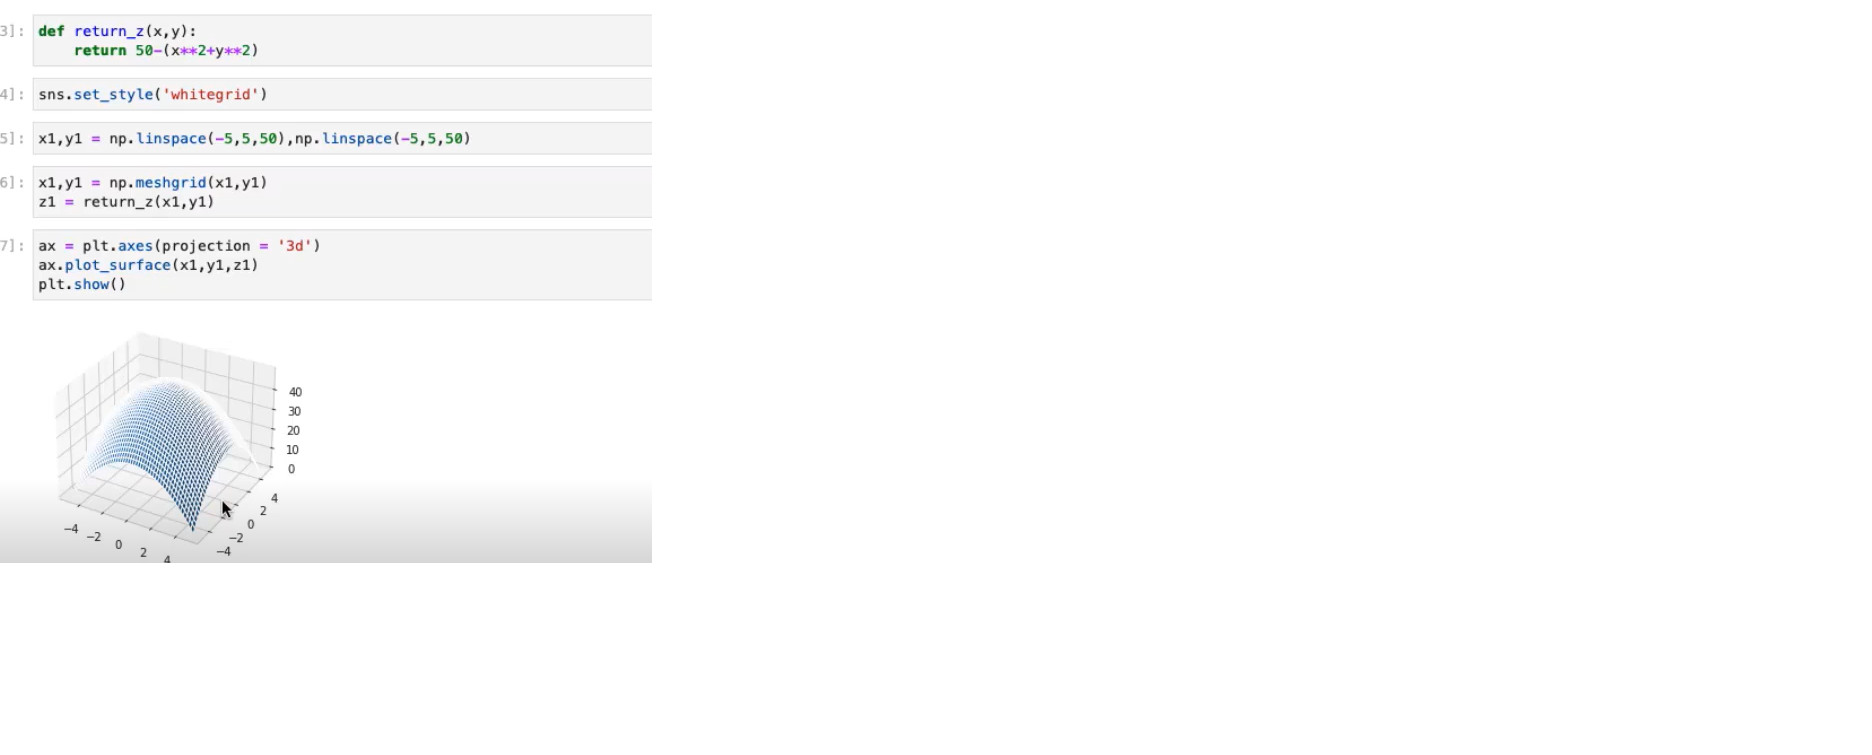 3]:
def return_z(x,y):
    return 50-(x**2+y**2)
4]:
sns.set_style('whitegrid')
5]:
x1,y1 = np.linspace(-5,5,50),np.linspace(-5,5,50)
6]:
x1,y1 = np.meshgrid(x1,y1)
z1 = return_z(x1,y1)
7]:
ax = plt.axes(projection = '3d')
ax.plot_surface(x1,y1,z1)
plt.show()
40
30
20
10
0
4
2
0
−2
−4
−4
−2
0
2
4